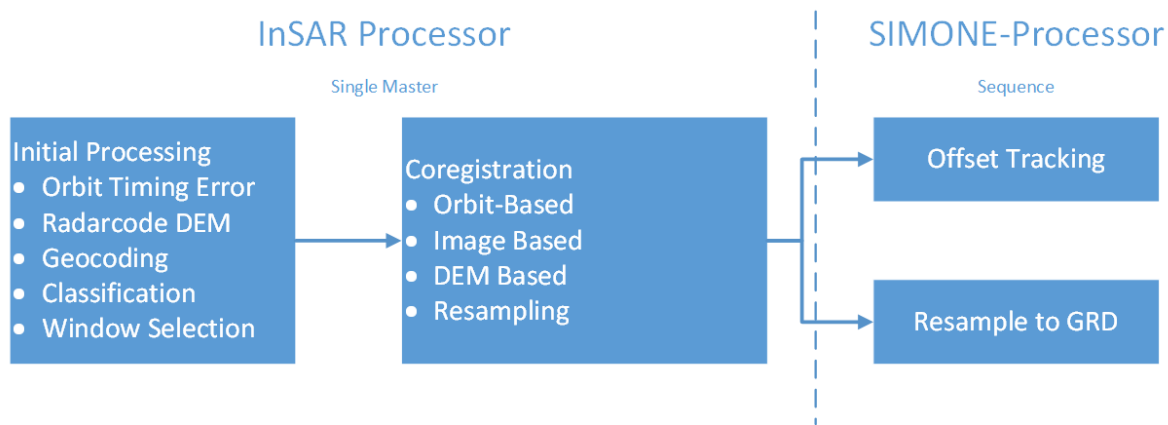 InSAR Processor
Single Master
Initial Processing
• Orbit Timing Error
• Radarcode DEM
• Geocoding
• Classification
• Window Selection
Coregistration
• Orbit-Based
• Image Based
• DEM Based
• Resampling
SIMONE-Processor
Sequence
Offset Tracking
Resample to GRD